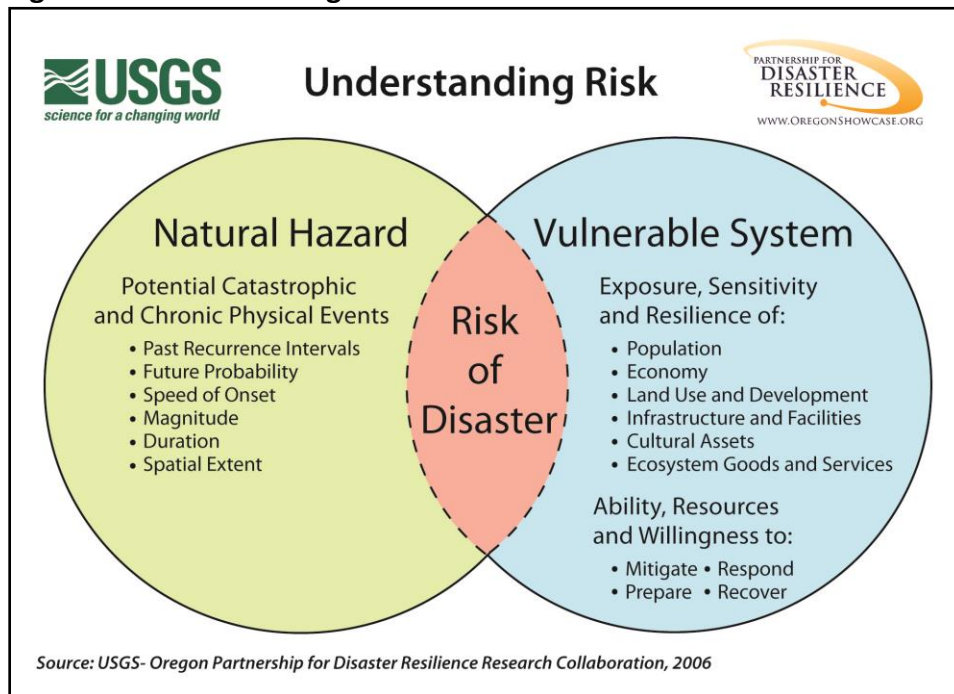 USGS
science for a changing world
Understanding Risk
PARTNERSHIP FOR
DISASTER
RESILIENCE
WWW.OREGONSHOWCASE.ORG
Natural Hazard
Potential Catastrophic
and Chronic Physical Events
• Past Recurrence Intervals
• Future Probability
• Speed of Onset
• Magnitude
• Duration
• Spatial Extent
Risk
of
Disaster
Vulnerable System
Exposure, Sensitivity
and Resilience of:
• Population
• Economy
• Land Use and Development
• Infrastructure and Facilities
• Cultural Assets
• Ecosystem Goods and Services
Ability, Resources
and Willingness to:
• Mitigate • Respond
• Prepare • Recover
Source: USGS- Oregon Partnership for Disaster Resilience Research Collaboration, 2006